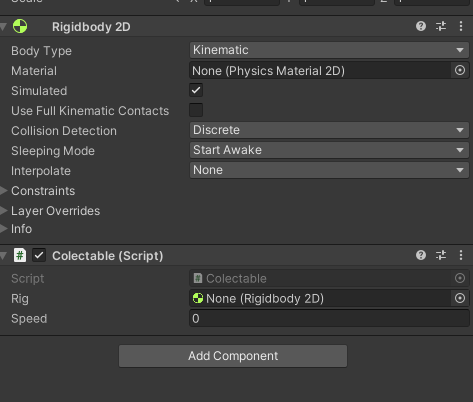 Rigidbody 2D
Body Type Kinematic
Material None (Physics Material 2D)
Simulated
Use Full Kinematic Contacts
Collision Detection Discrete
Sleeping Mode Start Awake
Interpolate None
Constraints
Layer Overrides
Info
# Colectable (Script)
Script # Colectable
Rig None (Rigidbody 2D)
Speed 0
Add Component